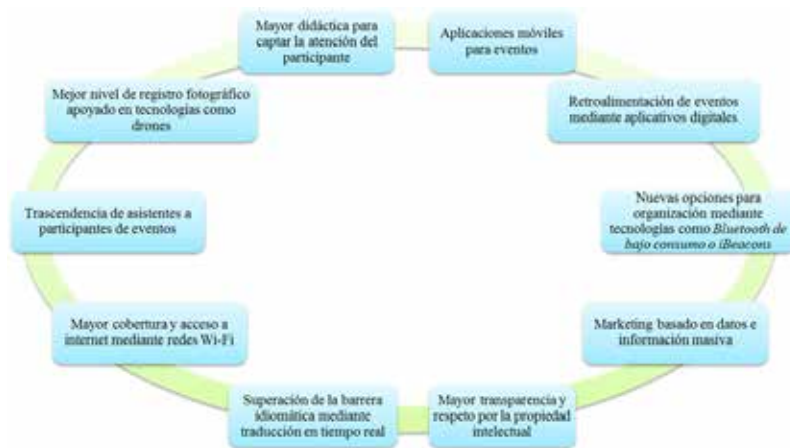 Mayor didáctica para
captar la atención del
participante
Aplicaciones móviles
para eventos
Retroalimentación de eventos
mediante aplicativos digitales
Nuevas opciones para
organización mediante
tecnologías como Bluetooth de
bajo consumo o iBeacons
Marketing basado en datos e
información masiva
Mayor transparencia y
respeto por la propiedad
intelectual
Superación de la barrera
idiomática mediante
traducción en tiempo real
Mayor cobertura y acceso a
internet mediante redes Wi-Fi
Trascendencia de asistentes a
participantes de eventos
Mejor nivel de registro fotográfico
apoyado en tecnologías como
drones